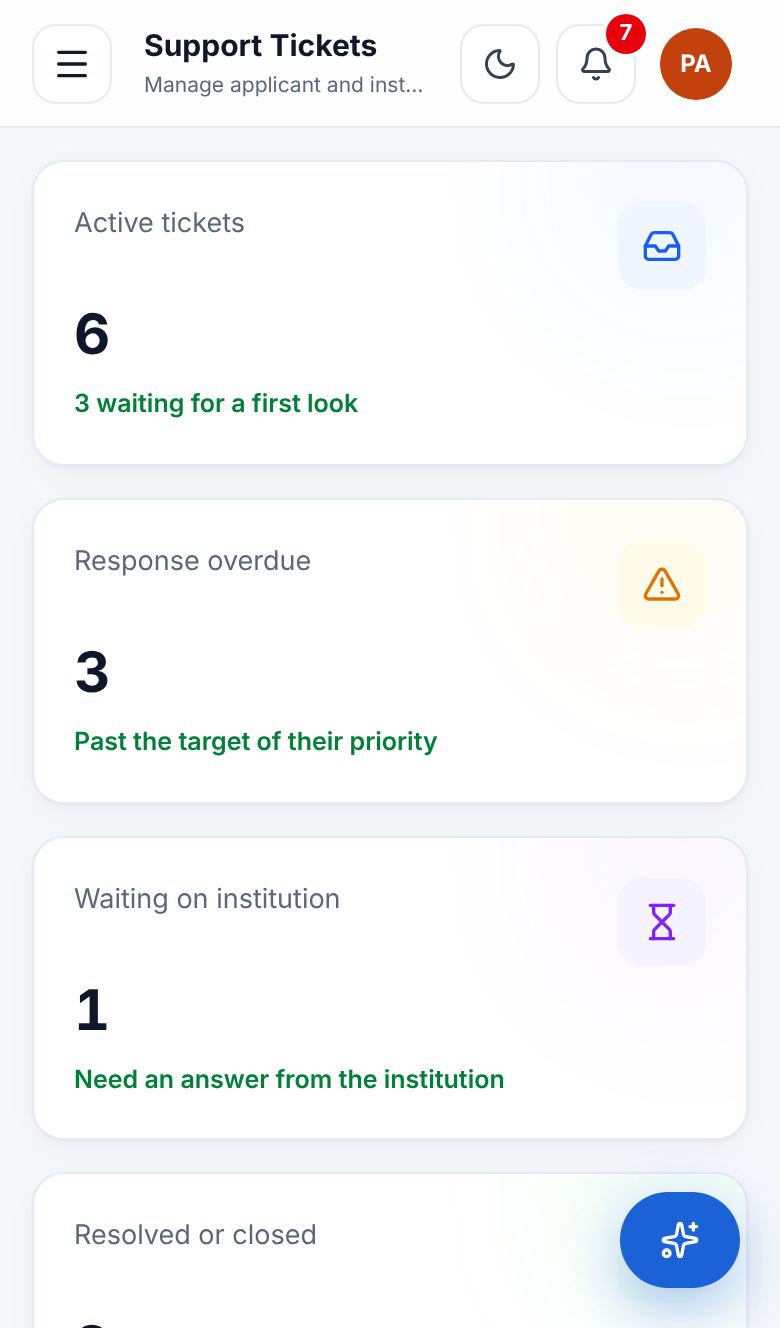 Support Tickets
7
PA
Manage applicant and inst...
Active tickets
6
3 waiting for a first look
Response overdue
3
Past the target of their priority
Waiting on institution
1
Need an answer from the institution
Resolved or closed